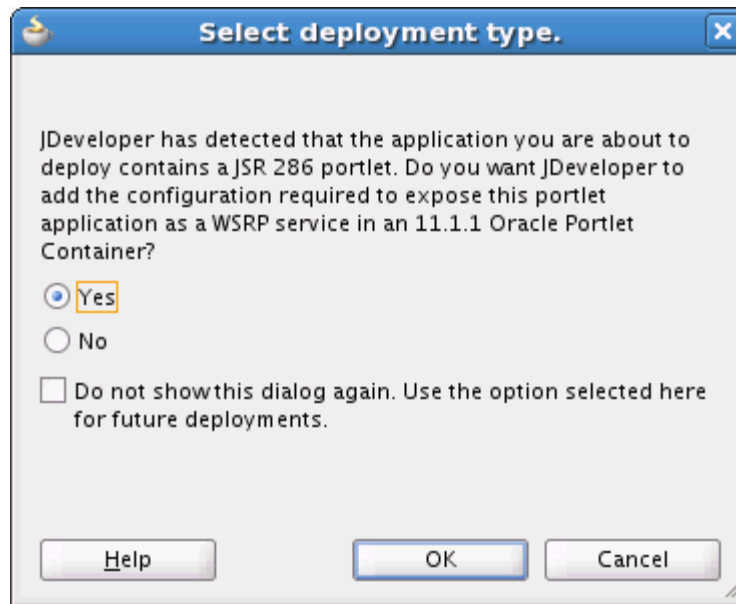 Select deployment type.
JDeveloper has detected that the application you are about to
deploy contains a JSR 286 portlet. Do you want JDeveloper to
add the configuration required to expose this portlet
application as a WSRP service in an 11.1.1 Oracle Portlet
Container?
Yes
No
Do not show this dialog again. Use the option selected here
for future deployments.
Help OK Cancel